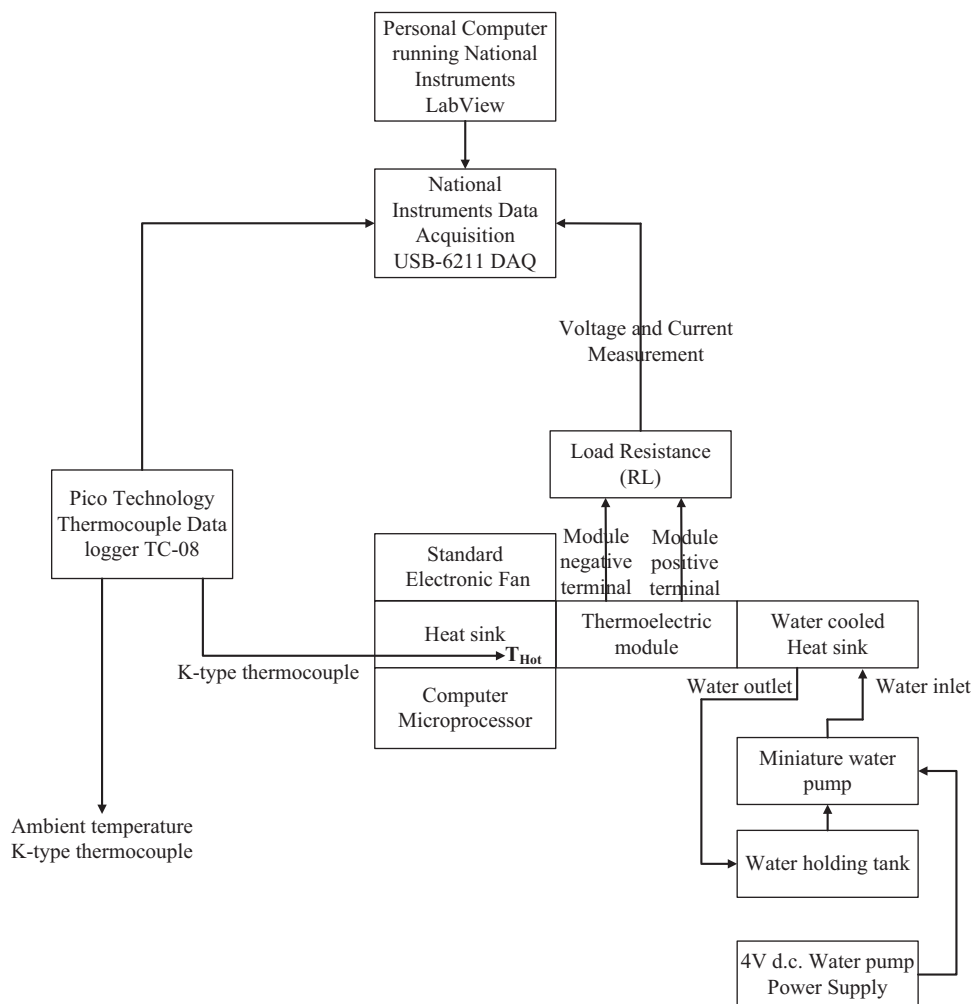 Personal Computer
running National
Instruments
LabView
National
Instruments Data
Acquisition
USB-6211 DAQ
Voltage and Current
Measurement
Load Resistance
(RL)
Pico Technology
Thermocouple Data
logger TC-08
Module
negative
terminal
Module
positive
terminal
Standard
Electronic Fan
Heat sink
T_Hot
Thermoelectric
module
Water cooled
Heat sink
K-type thermocouple
Computer
Microprocessor
Water outlet
Water inlet
Miniature water
pump
Ambient temperature
K-type thermocouple
Water holding tank
4V d.c. Water pump
Power Supply